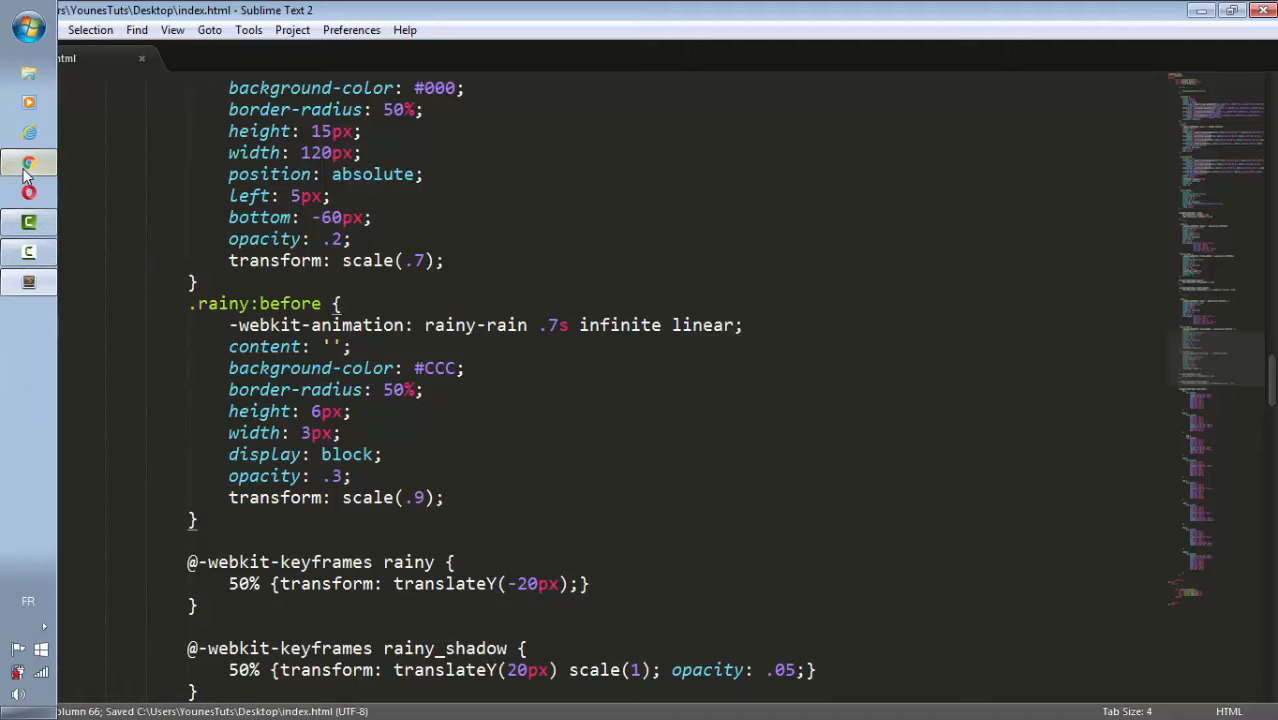 rs\YounesTuts\Desktop\index.html - Sublime Text 2
Selection Find View Goto Tools Project Preferences Help
html ×
background-color: #000;
border-radius: 50%;
height: 15px;
width: 120px;
position: absolute;
left: 5px;
bottom: -60px;
opacity: .2;
transform: scale(.7);
}
.rainy:before {
-webkit-animation: rainy-rain .7s infinite linear;
content: '';
background-color: #CCC;
border-radius: 50%;
height: 6px;
width: 3px;
display: block;
opacity: .3;
transform: scale(.9);
}
@-webkit-keyframes rainy {
50% {transform: translateY(-20px);}
}
@-webkit-keyframes rainy_shadow {
50% {transform: translateY(20px) scale(1); opacity: .05;}
}
FR
olumn 66; Saved C:\Users\YounesTuts\Desktop\index.html (UTF-8) Tab Size: 4 HTML